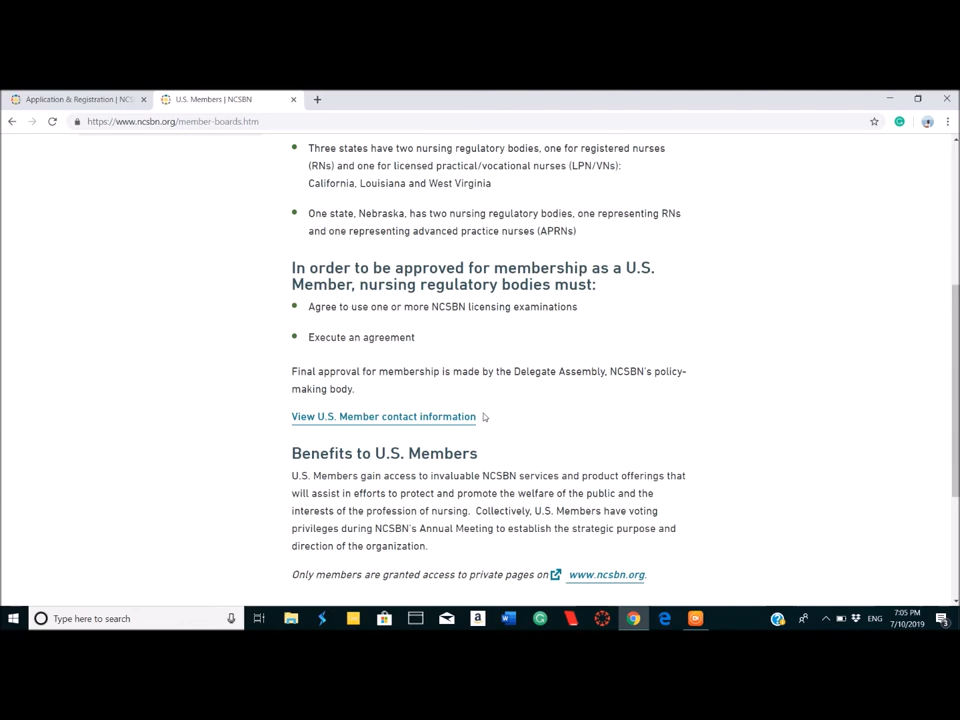 Application & Registration | NCS
U.S. Members | NCSBN
https://www.ncsbn.org/member-boards.htm
Three states have two nursing regulatory bodies, one for registered nurses
(RNs) and one for licensed practical/vocational nurses (LPN/VNs):
California, Louisiana and West Virginia
One state, Nebraska, has two nursing regulatory bodies, one representing RNs
and one representing advanced practice nurses (APRNs)
In order to be approved for membership as a U.S.
Member, nursing regulatory bodies must:
Agree to use one or more NCSBN licensing examinations
Execute an agreement
Final approval for membership is made by the Delegate Assembly, NCSBN's policy-
making body.
View U.S. Member contact information
Benefits to U.S. Members
U.S. Members gain access to invaluable NCSBN services and product offerings that
will assist in efforts to protect and promote the welfare of the public and the
interests of the profession of nursing. Collectively, U.S. Members have voting
privileges during NCSBN's Annual Meeting to establish the strategic purpose and
direction of the organization.
Only members are granted access to private pages on www.ncsbn.org.
Type here to search
ENG
7:05 PM
7/10/2019